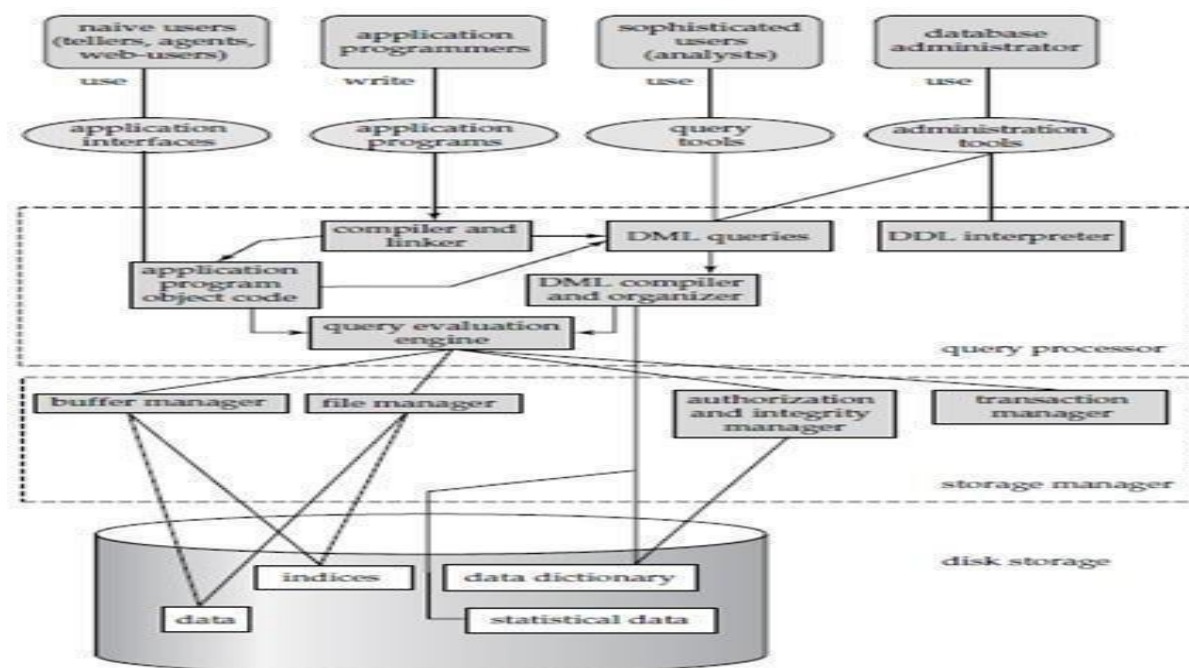 naive users
(tellers, agents,
web-users)
application
programmers
sophisticated
users
(analysts)
database
administrator
use
write
use
use
application
interfaces
application
programs
query
tools
administration
tools
compiler and
linker
DML queries
DDL interpreter
application
program
object code
DML compiler
and organizer
query evaluation
engine
query processor
buffer manager
file manager
authorization
and integrity
manager
transaction
manager
storage manager
disk storage
indices
data dictionary
data
statistical data